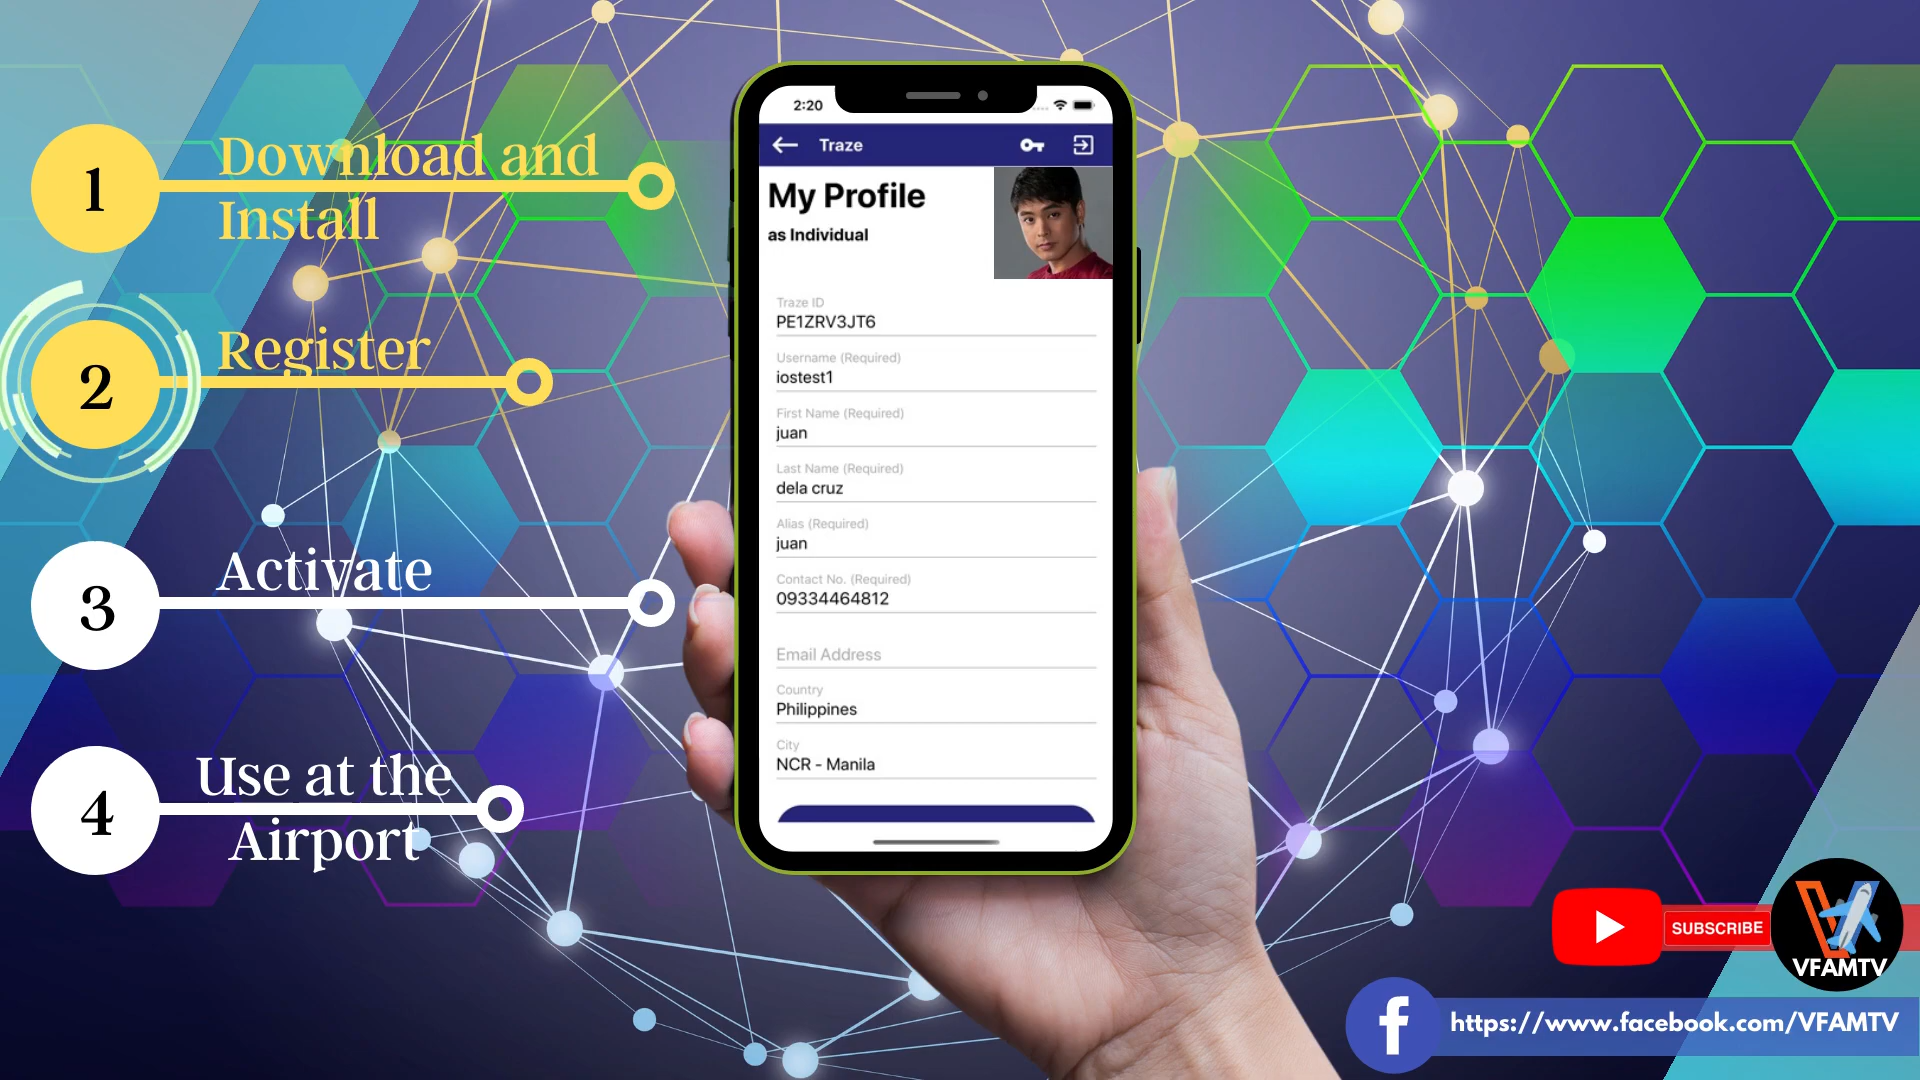 1
Download and
Install
2
Register
3
Activate
4
Use at the
Airport
2:20
Traze
My Profile
as Individual
Traze ID
PE1ZRV3JT6
Username (Required)
iostest1
First Name (Required)
juan
Last Name (Required)
dela cruz
Alias (Required)
juan
Contact No. (Required)
09334464812
Email Address
Country
Philippines
City
NCR - Manila
SUBSCRIBE
VFAMTV
f
https://www.facebook.com/VFAMTV